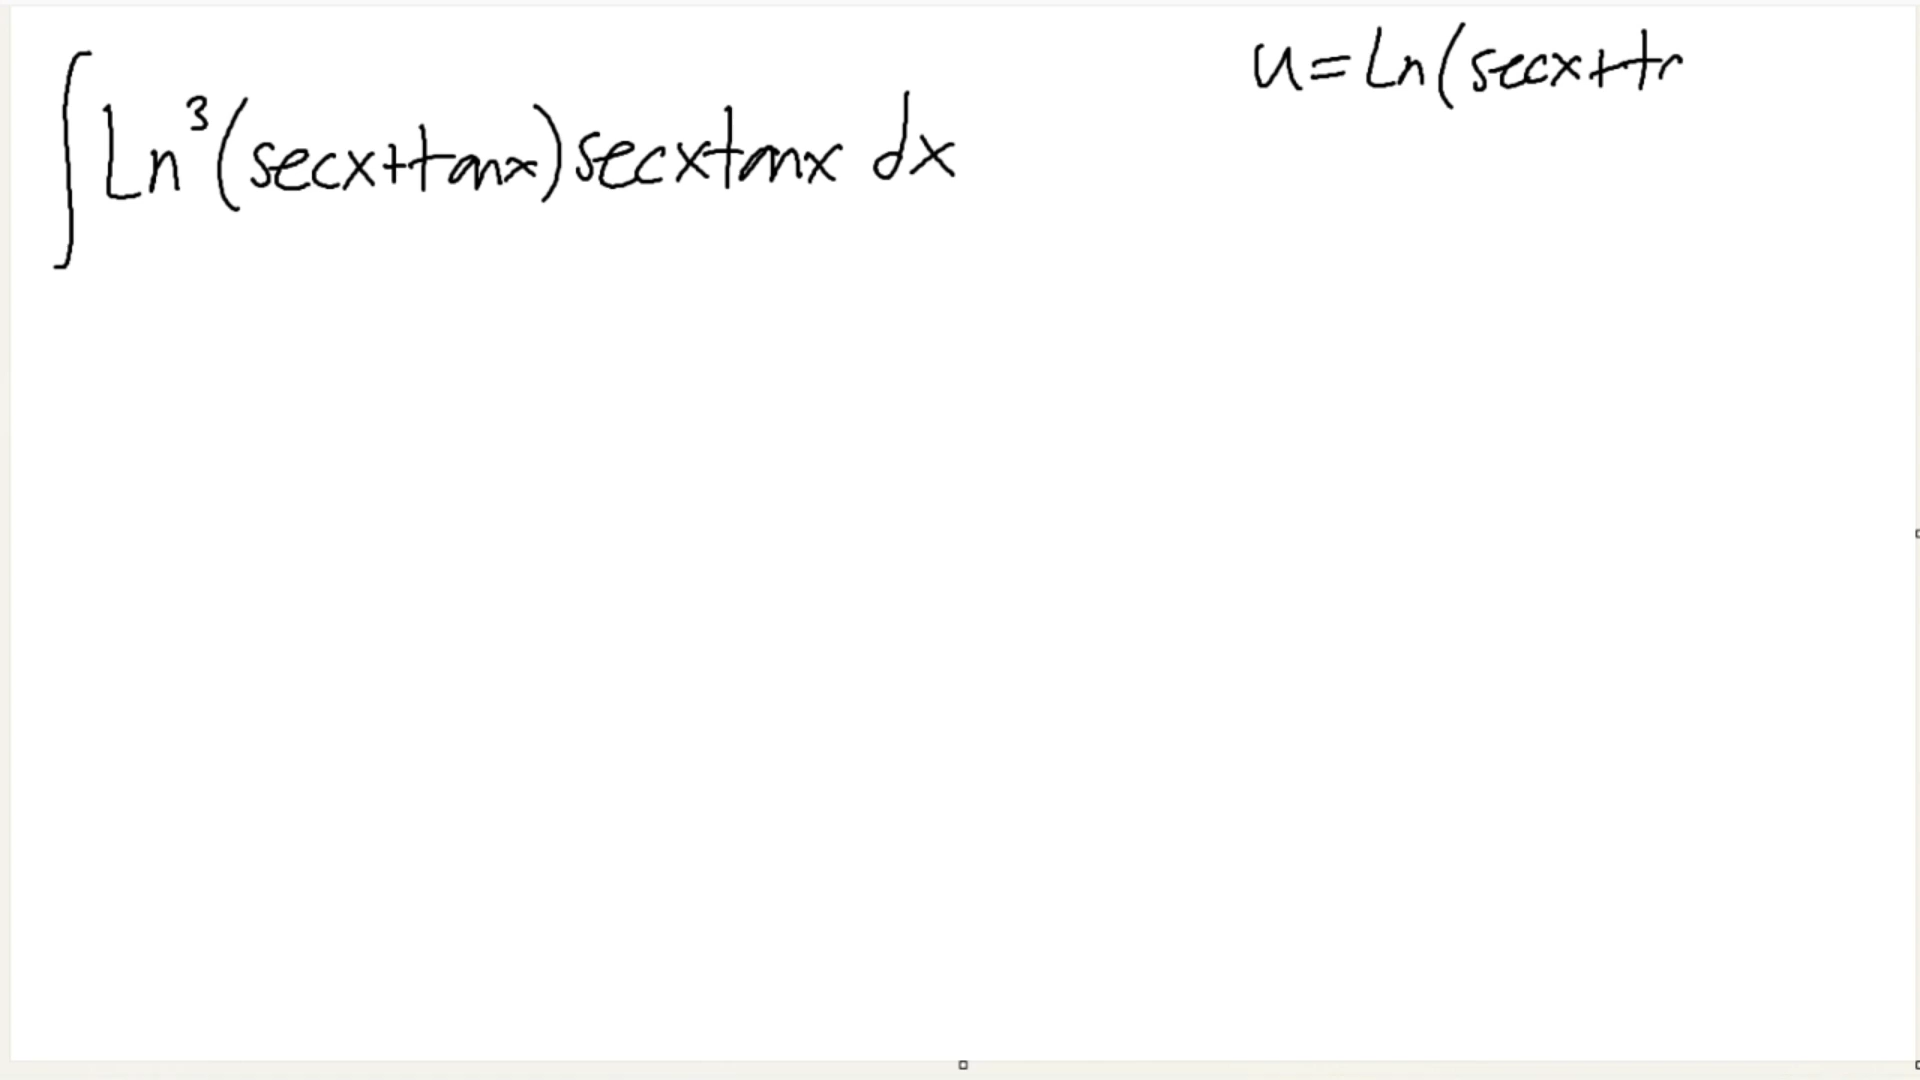 ∫ Ln³(secx+tanx)secxtanx dx
u=Ln(secx+